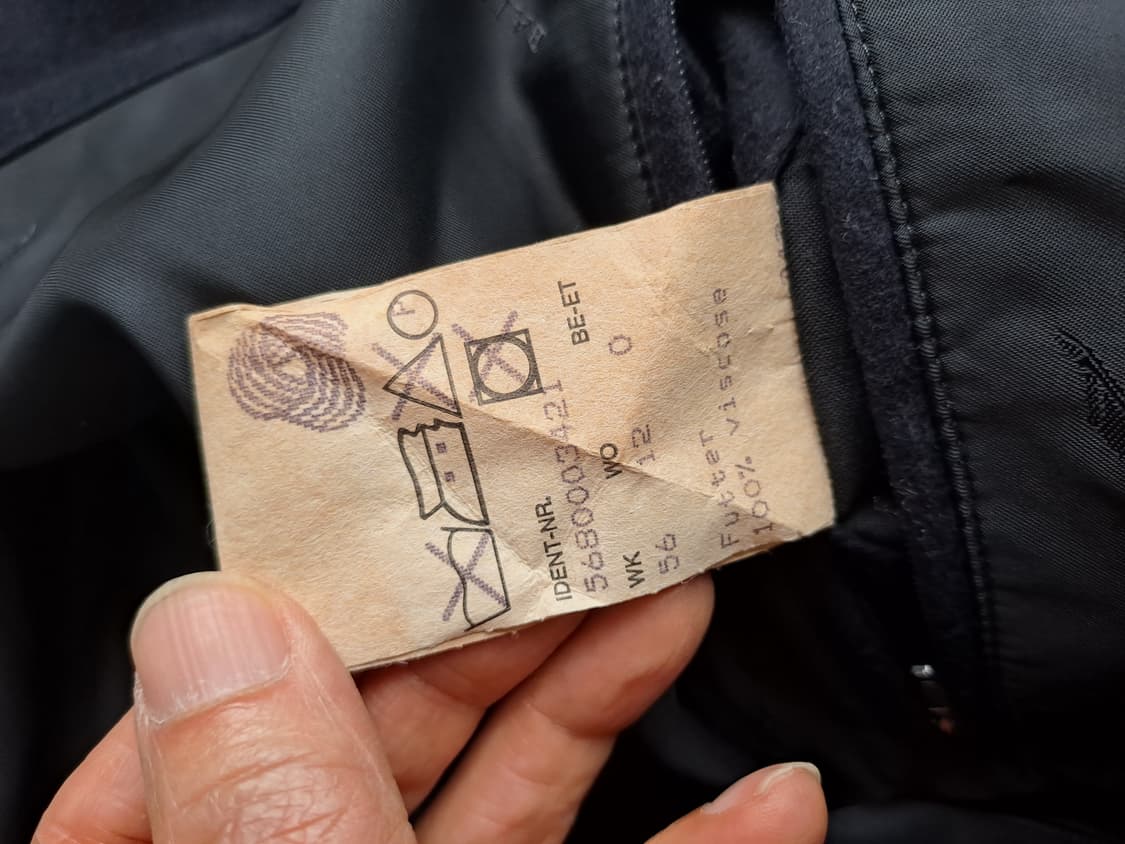 P
IDENT-NR. BE-ET
5680003421
WK WO
56 12 0
Futter
100% viscose